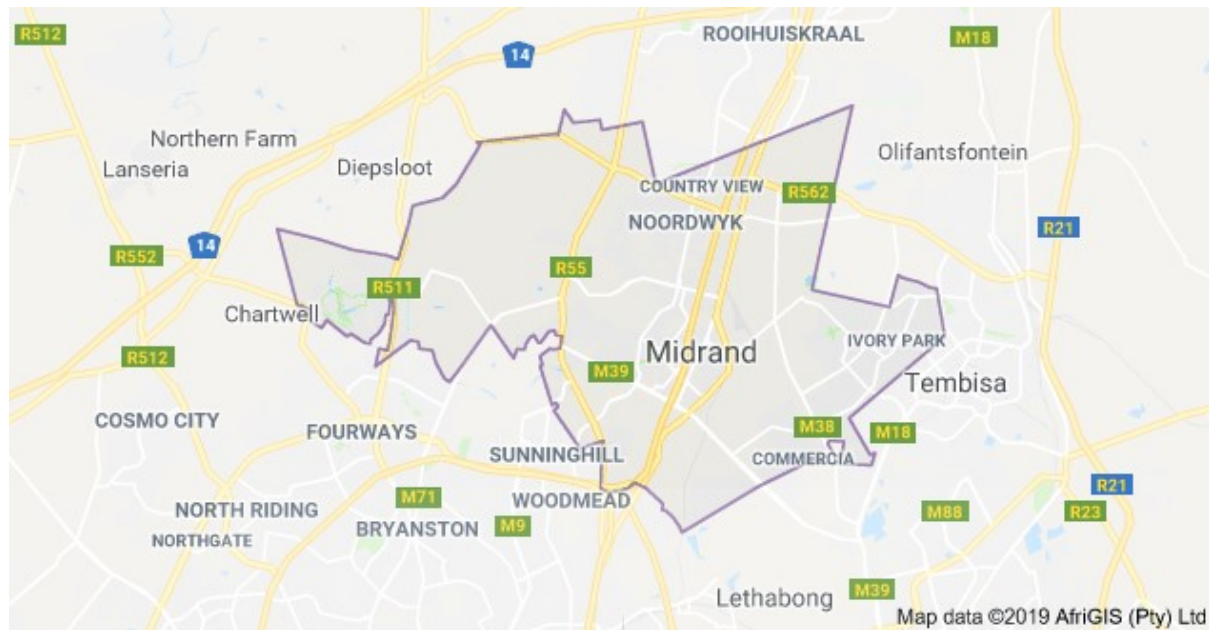 R512
14
ROOIHUISKRAAL
M18
Northern Farm
Lanseria
Diepsloot
Olifantsfontein
COUNTRY VIEW
R562
NOORDWYK
R21
14
R552
R55
R511
Chartwell
IVORY PARK
Midrand
R512
M39
Tembisa
COSMO CITY
FOURWAYS
M38
M18
SUNNINGHILL
COMMERCIA
R21
M71
WOODMEAD
NORTH RIDING
M9
M88
R23
BRYANSTON
NORTHGATE
M39
Lethabong
Map data ©2019 AfriGIS (Pty) Ltd